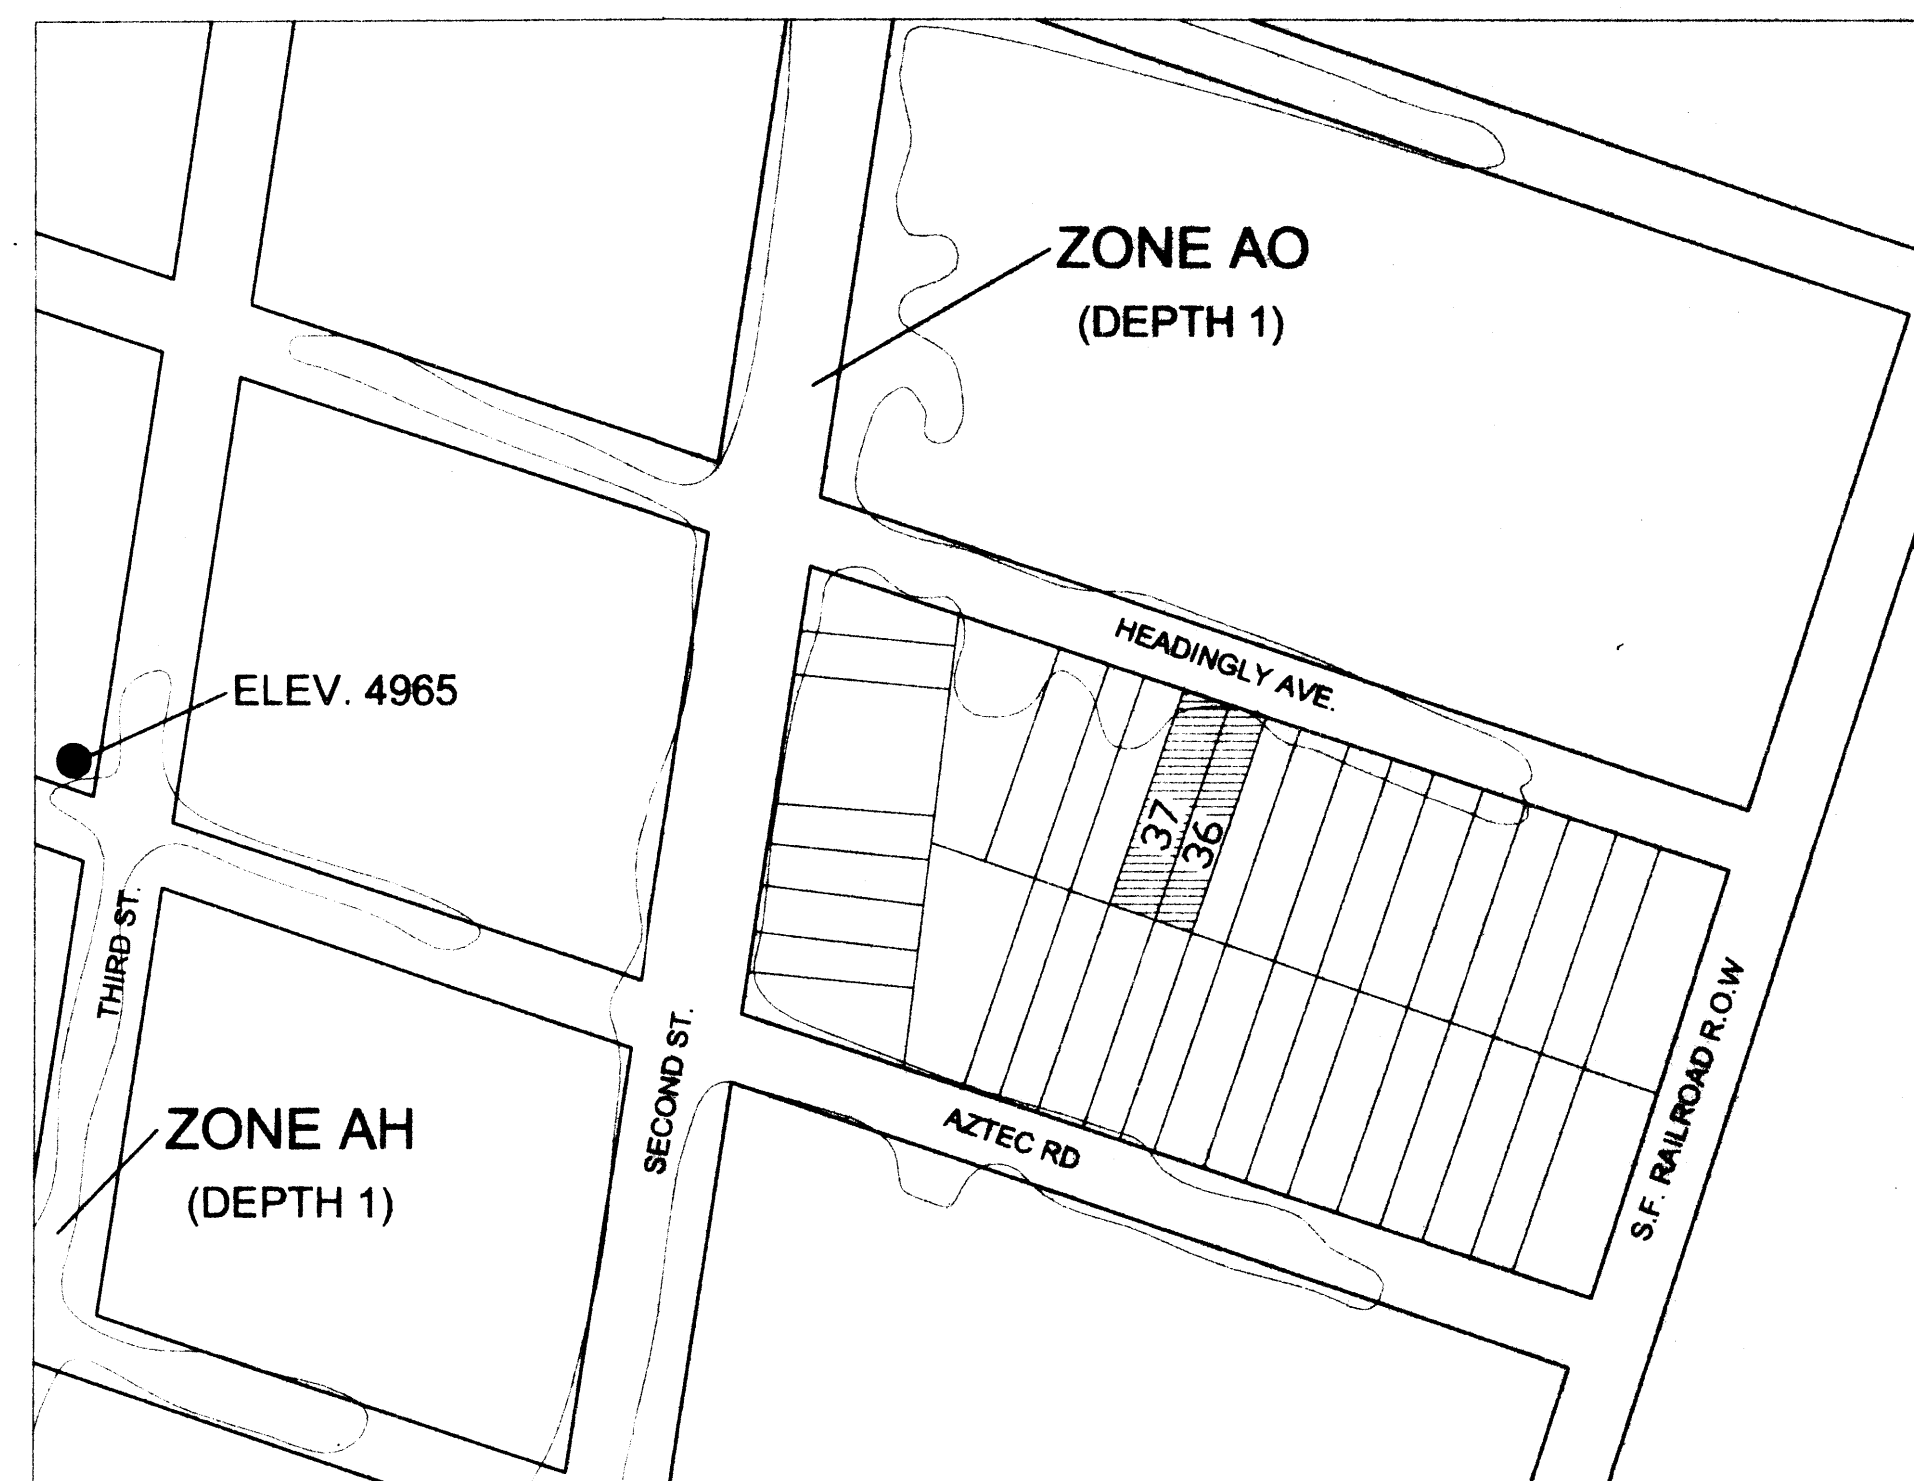 ZONE AO
(DEPTH 1)
HEADINGLY AVE.
ELEV. 4965
37
36
THIRD ST.
SECOND ST.
S.F. RAILROAD R.O.W
ZONE AH
(DEPTH 1)
AZTEC RD